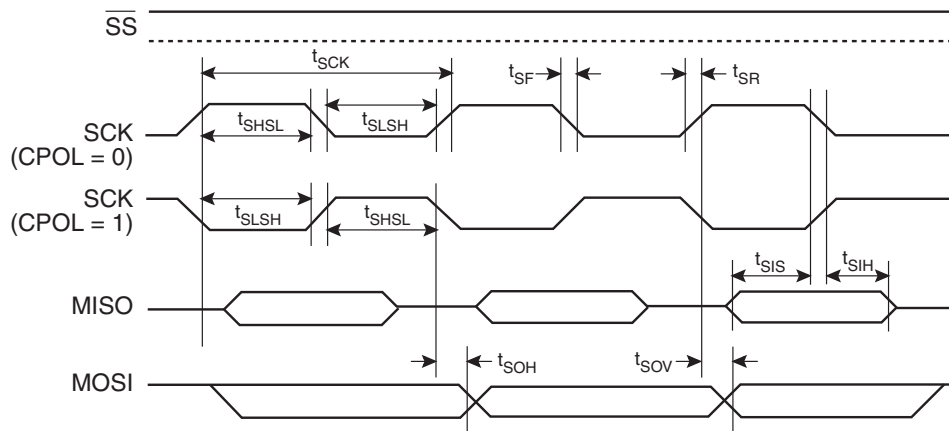 SS
tSCK
tSF
tSR
SCK
(CPOL = 0)
tSHSL
tSLSH
SCK
(CPOL = 1)
tSLSH
tSHSL
tSIS
tSIH
MISO
tSOH
tSOV
MOSI